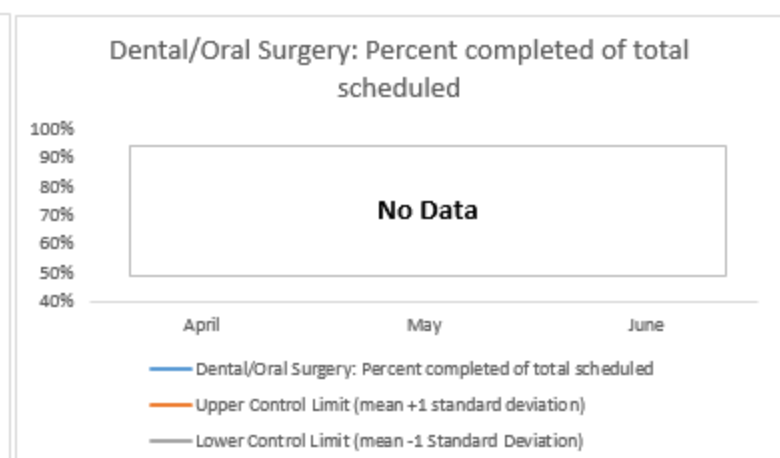 Dental/Oral Surgery: Percent completed of total
scheduled
100%
90%
80%
70%
60%
50%
40%
No Data
April May June
Dental/Oral Surgery: Percent completed of total scheduled
Upper Control Limit (mean +1 standard deviation)
Lower Control Limit (mean -1 Standard Deviation)